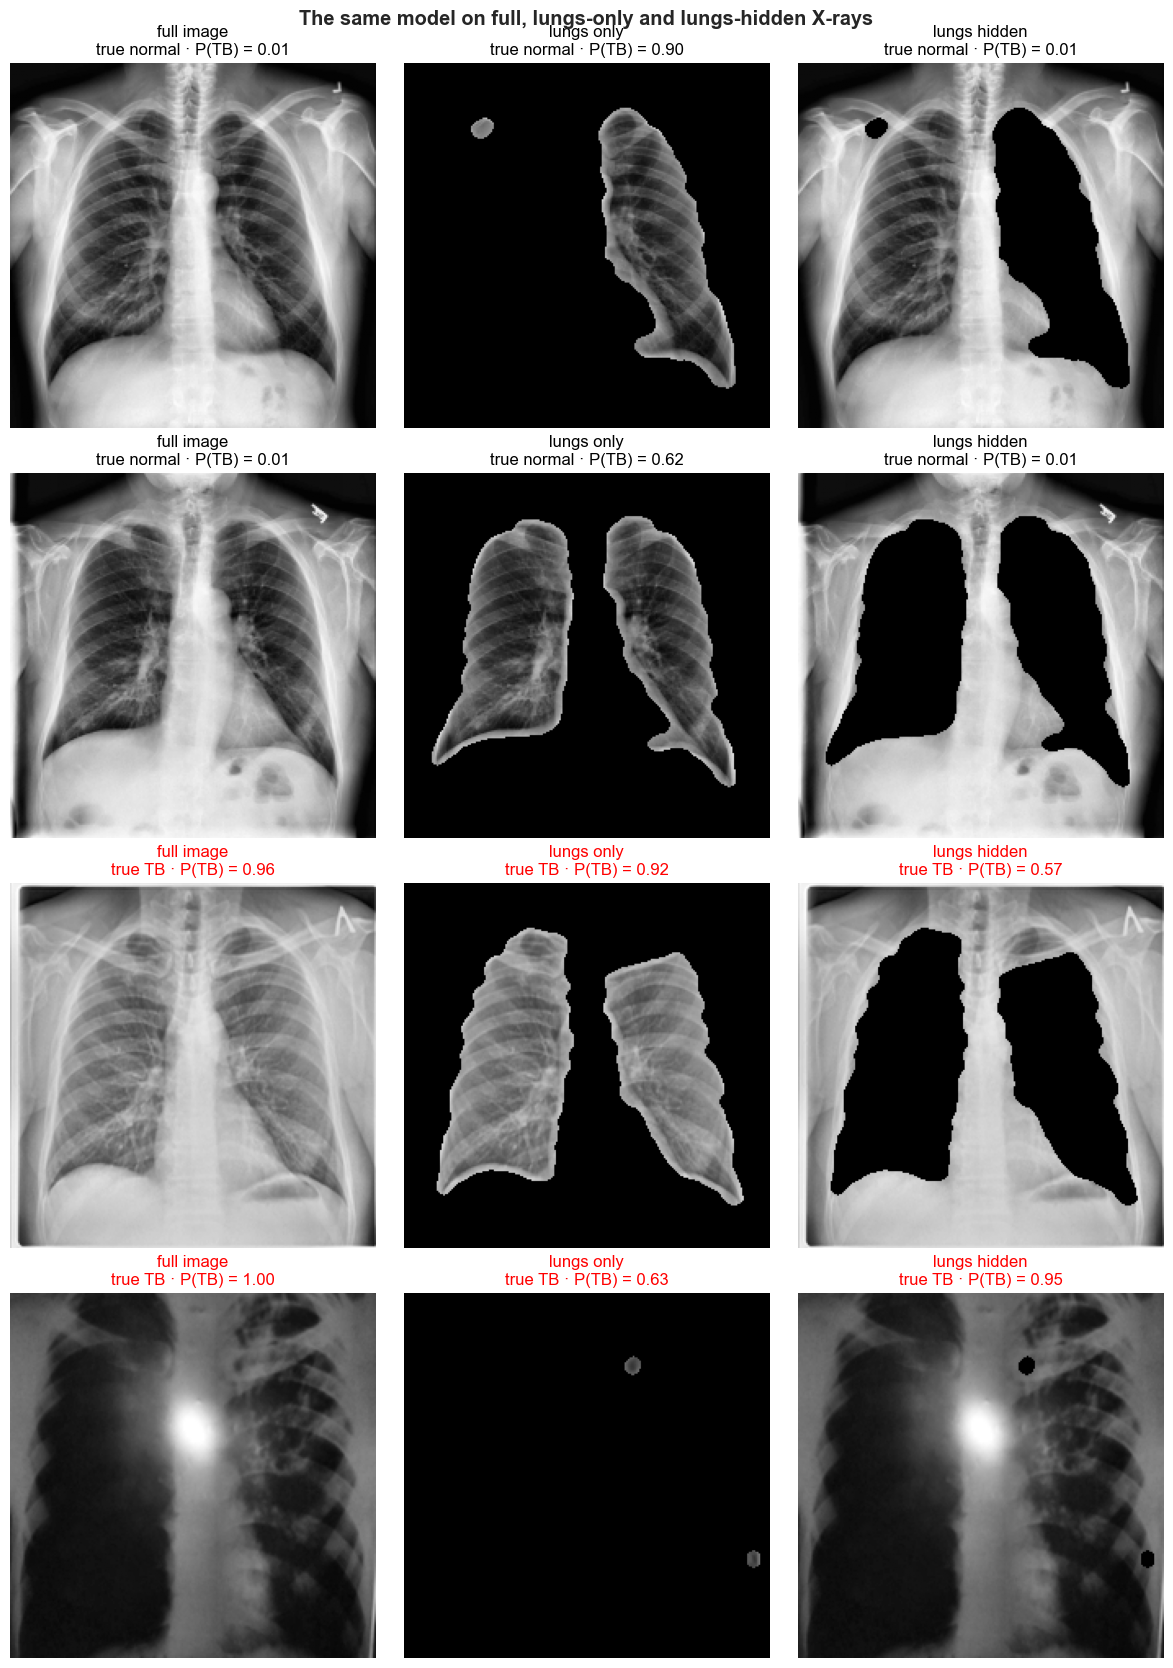 The same model on full, lungs-only and lungs-hidden X-rays
full image
true normal · P(TB) = 0.01
lungs only
true normal · P(TB) = 0.90
lungs hidden
true normal · P(TB) = 0.01
full image
true normal · P(TB) = 0.01
lungs only
true normal · P(TB) = 0.62
lungs hidden
true normal · P(TB) = 0.01
full image
true TB · P(TB) = 0.96
lungs only
true TB · P(TB) = 0.92
lungs hidden
true TB · P(TB) = 0.57
full image
true TB · P(TB) = 1.00
lungs only
true TB · P(TB) = 0.63
lungs hidden
true TB · P(TB) = 0.95